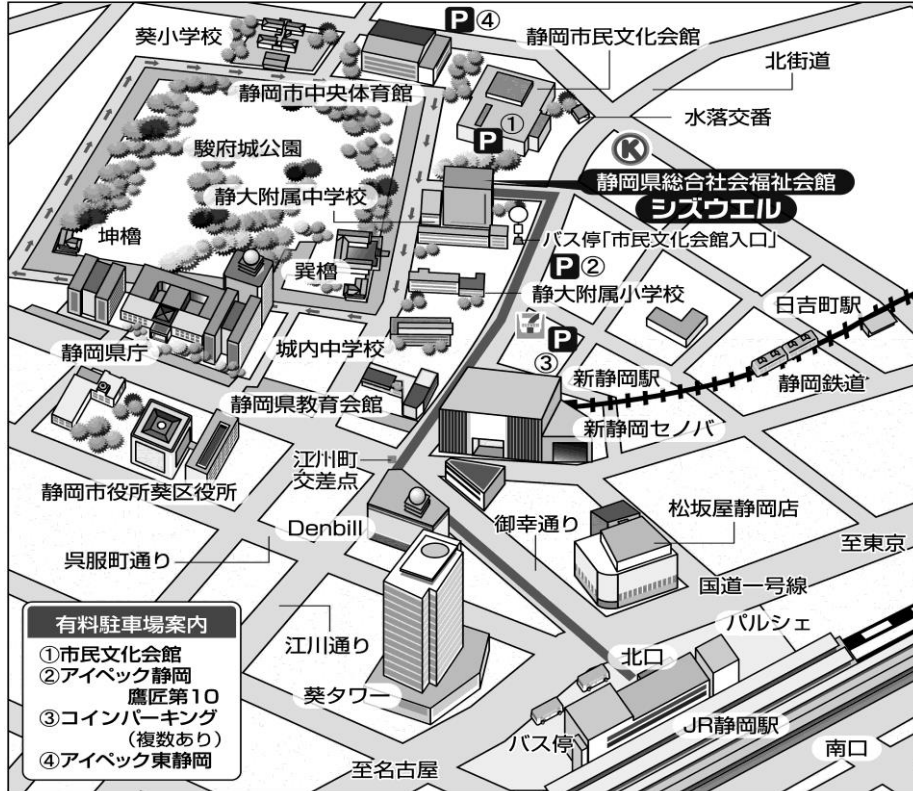 P④
葵小学校
静岡市民文化会館
北街道
静岡市中央体育館
水落交番
P①
駿府城公園
K
静岡県総合社会福祉会館
シズウエル
静大附属中学校
坤櫓
バス停「市民文化会館入口」
巽櫓
P②
静大附属小学校
日吉町駅
7
P
③
静岡県庁
城内中学校
新静岡駅
静岡鉄道
静岡県教育会館
新静岡セノバ
江川町
交差点
静岡市役所葵区役所
Denbill
御幸通り
松坂屋静岡店
至東京
呉服町通り
国道一号線
有料駐車場案内
①市民文化会館
②アイペック静岡
鷹匠第10
③コインパーキング
(複数あり)
④アイペック東静岡
江川通り
パルシェ
北口
葵タワー
バス停
JR静岡駅
南口
至名古屋